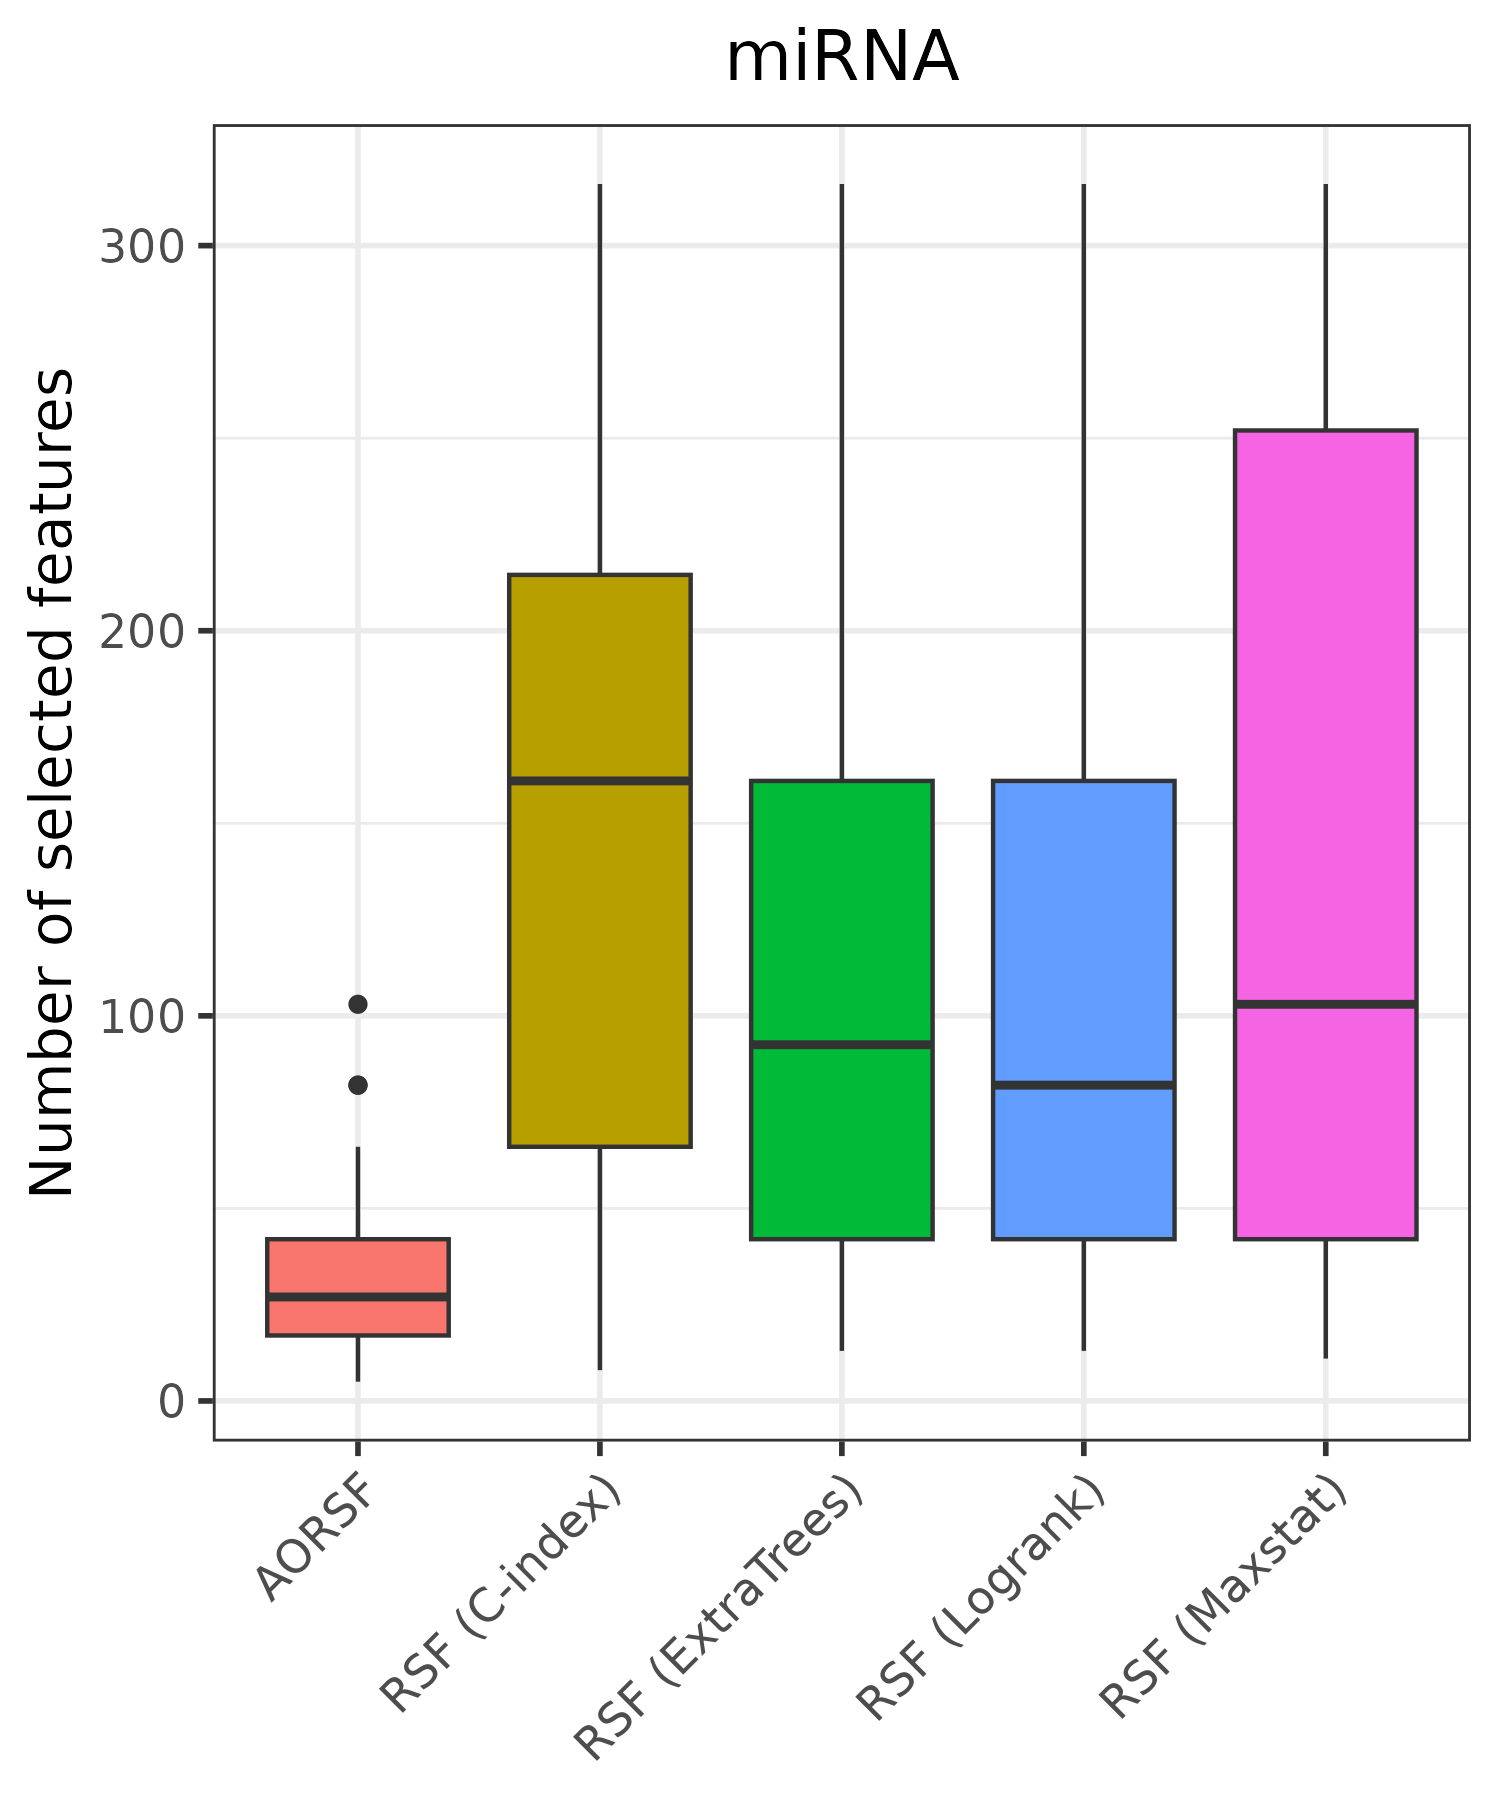 miRNA
Number of selected features
300
200
100
0
AORSF
RSF (C-index)
RSF (ExtraTrees)
RSF (Logrank)
RSF (Maxstat)